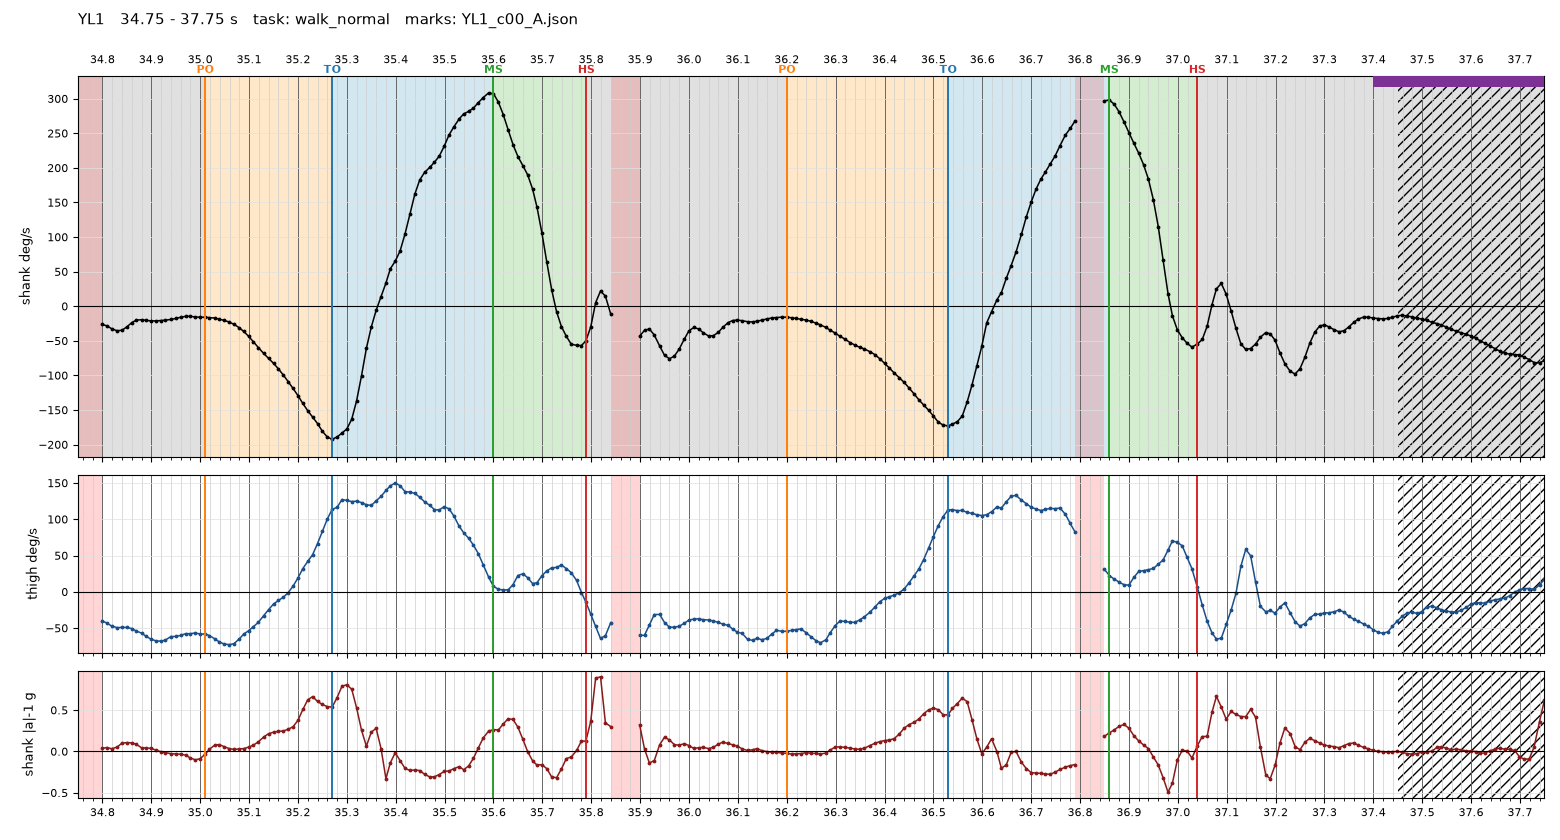 YL1   34.75 - 37.75 s   task: walk_normal   marks: YL1_c00_A.json
34.8 34.9 35.0 35.1 35.2 35.3 35.4 35.5 35.6 35.7 35.8 35.9 36.0 36.1 36.2 36.3 36.4 36.5 36.6 36.7 36.8 36.9 37.0 37.1 37.2 37.3 37.4 37.5 37.6 37.7
PO TO MS HS PO TO MS HS
shank deg/s
300
250
200
150
100
50
0
−50
−100
−150
−200
thigh deg/s
150
100
50
0
−50
shank |a|-1 g
0.5
0.0
−0.5
34.8 34.9 35.0 35.1 35.2 35.3 35.4 35.5 35.6 35.7 35.8 35.9 36.0 36.1 36.2 36.3 36.4 36.5 36.6 36.7 36.8 36.9 37.0 37.1 37.2 37.3 37.4 37.5 37.6 37.7